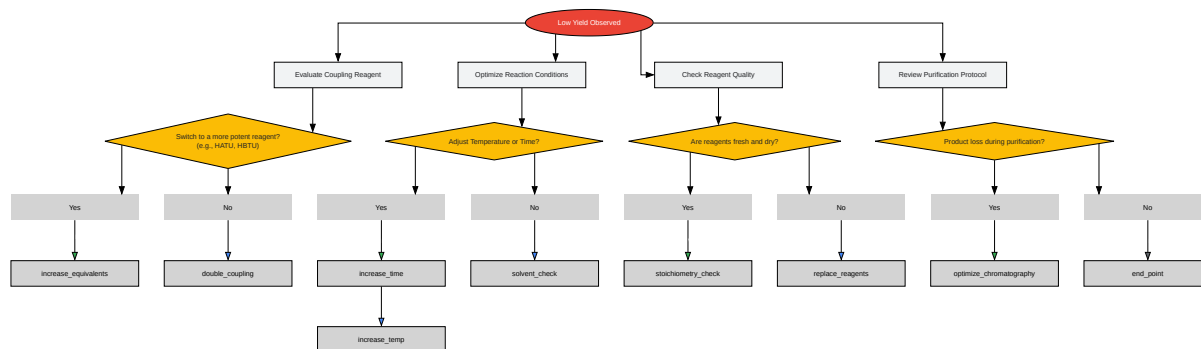 Low Yield Observed
Evaluate Coupling Reagent
Optimize Reaction Conditions
Check Reagent Quality
Review Purification Protocol
Switch to a more potent reagent?
(e.g., HATU, HBTU)
Adjust Temperature or Time?
Are reagents fresh and dry?
Product loss during purification?
Yes
No
Yes
No
Yes
No
Yes
No
increase_equivalents
double_coupling
increase_time
solvent_check
stoichiometry_check
replace_reagents
optimize_chromatography
end_point
increase_temp